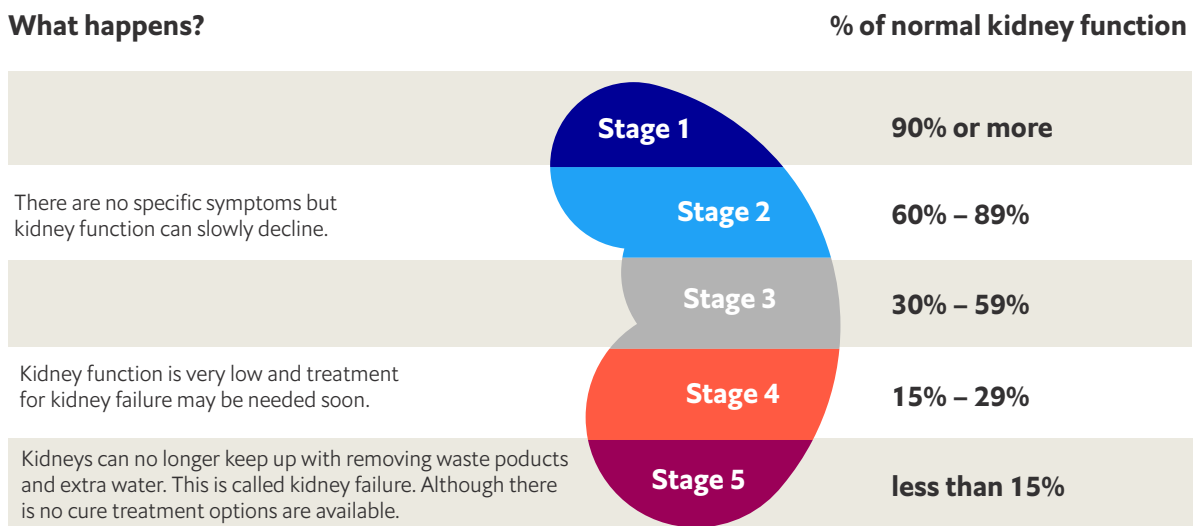 What happens?
% of normal kidney function
Stage 1
90% or more
There are no specific symptoms but
kidney function can slowly decline.
Stage 2
60% – 89%
Stage 3
30% – 59%
Kidney function is very low and treatment
for kidney failure may be needed soon.
Stage 4
15% – 29%
Kidneys can no longer keep up with removing waste poducts
and extra water. This is called kidney failure. Although there
is no cure treatment options are available.
Stage 5
less than 15%